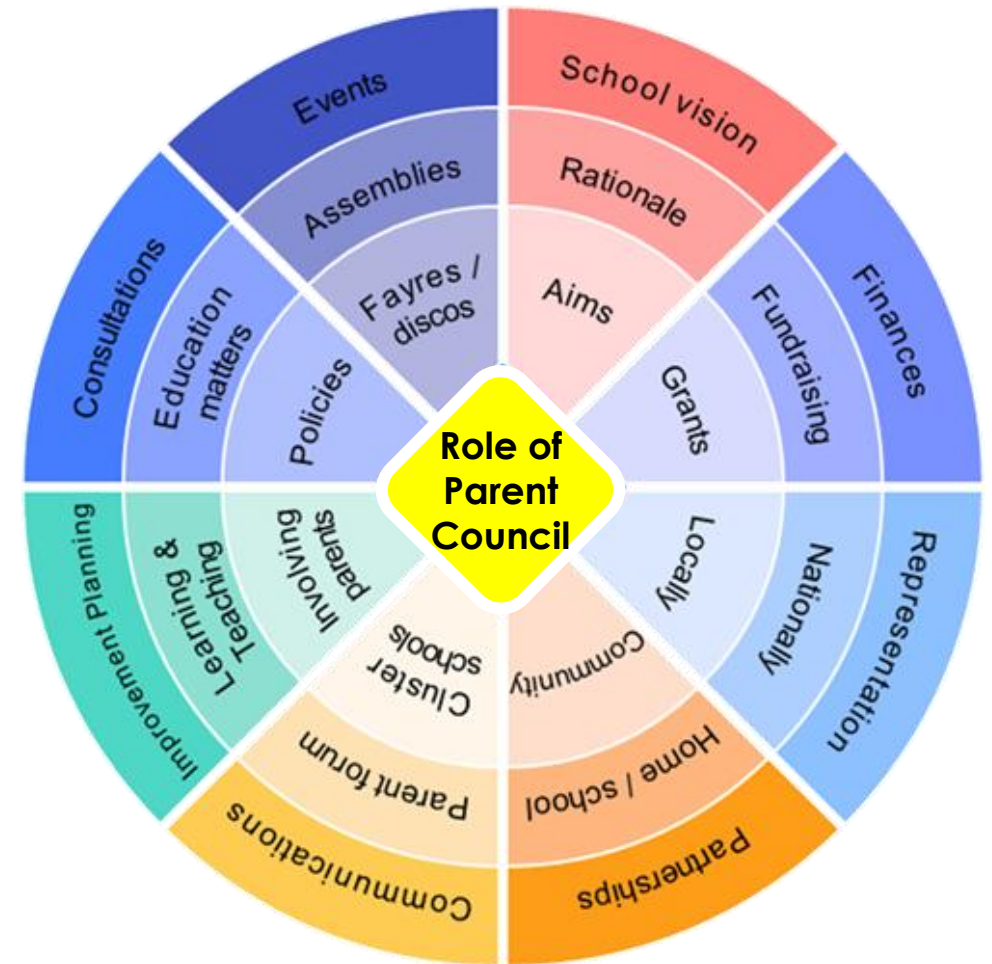 School vision
Rationale
Aims
Finances
Fundraising
Grants
Representation
Nationally
Locally
Partnerships
Home / school
Community
Communications
Parent forum
Cluster
schools
Improvement Planning
Learning &
Teaching
Involving
parents
Consultations
Education
matters
Policies
Events
Assemblies
Fayres /
discos
Role of
Parent
Council